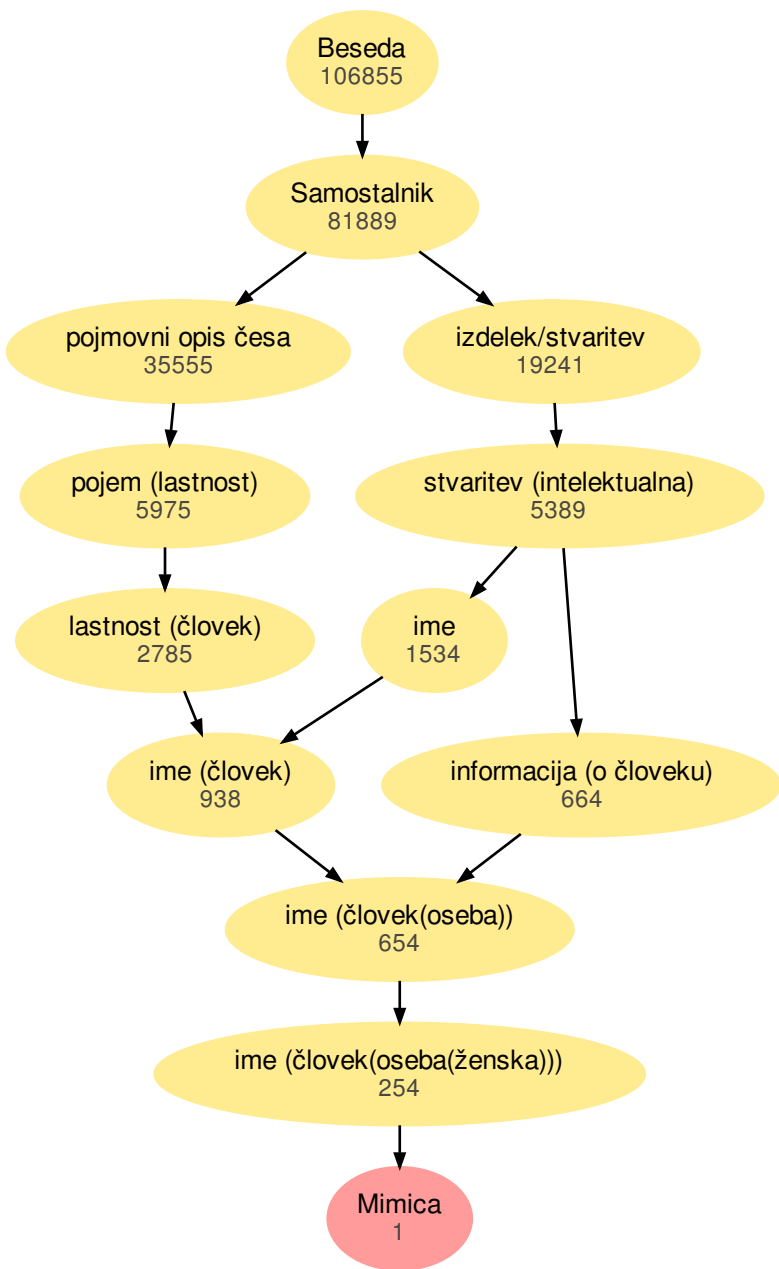 Beseda
106855
Samostalnik
81889
pojmovni opis česa
35555
izdelek/stvaritev
19241
pojem (lastnost)
5975
stvaritev (intelektualna)
5389
lastnost (človek)
2785
ime
1534
ime (človek)
938
informacija (o človeku)
664
ime (človek(oseba))
654
ime (človek(oseba(ženska)))
254
Mimica
1